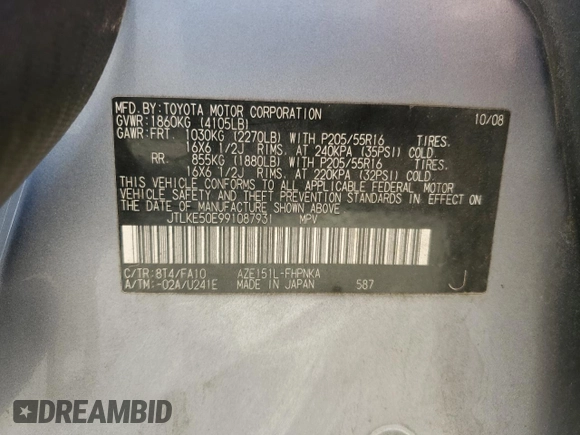 MFD.BY:TOYOTA MOTOR CORPORATION 10/08
GVWR:1860KG (4105LB)
GAWR:FRT. 1030KG (2270LB) WITH P205/55R16 TIRES.
16X6 1/2J RIMS. AT 240KPA (35PSI) COLD
RR. 855KG (1880LB) WITH P205/55R16 TIRES.
16X6 1/2J RIMS. AT 220KPA (32PSI) COLD
THIS VEHICLE CONFORMS TO ALL APPLICABLE FEDERAL MOTOR
VEHICLE SAFETY AND THEFT PREVENTION STANDARDS IN EFFECT ON
THE DATE OF MANUFACTURE SHOWN ABOVE.
JTLKE50E991087931 MPV
C/TR:8T4/FA10 AZE151L-FHPNKA
A/TM:-02A/U241E MADE IN JAPAN 587 J
DREAMBID